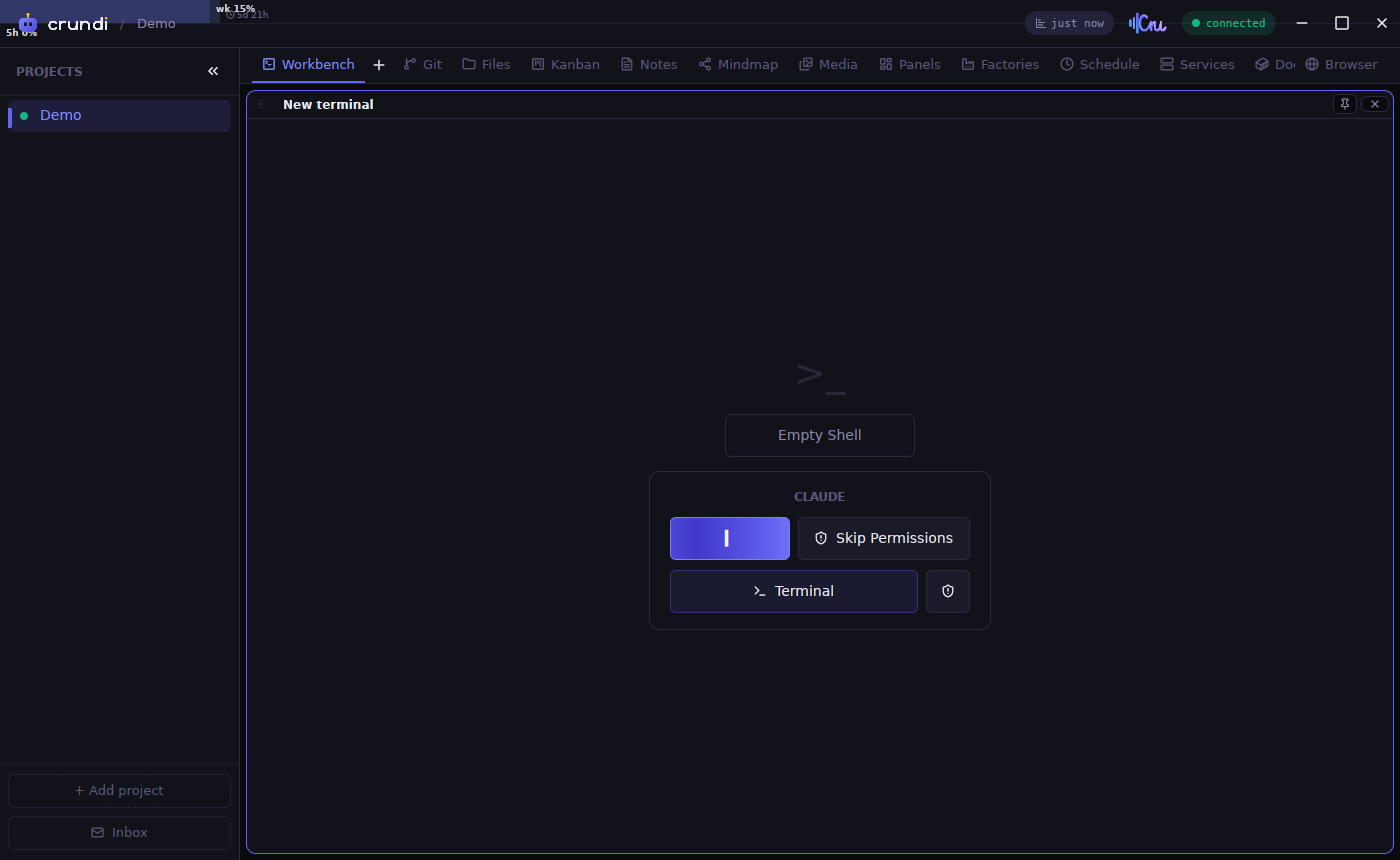 wk 15%
5d 21h
5h 0%
crundi / Demo
just now
Cru
connected
PROJECTS
Workbench
Git
Files
Kanban
Notes
Mindmap
Media
Panels
Factories
Schedule
Services
Do
Browser
Demo
New terminal
>_
Empty Shell
CLAUDE
Skip Permissions
Terminal
+ Add project
Inbox